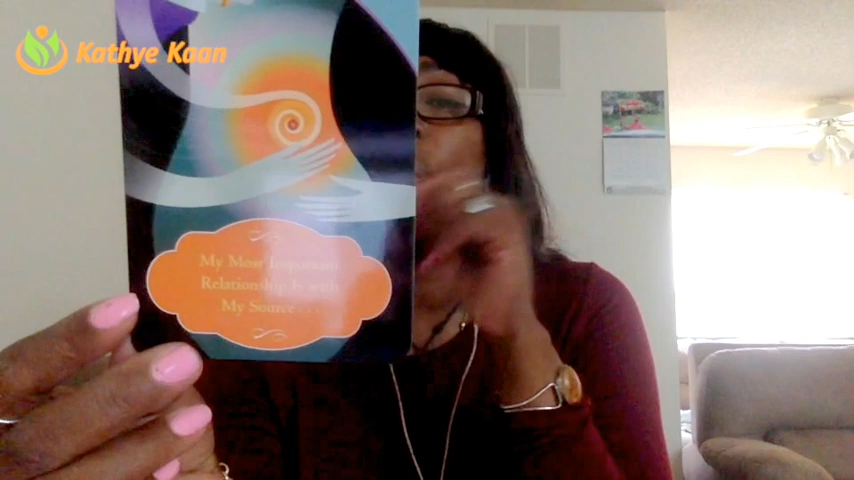 Kathye Kaan
My Most Important
Relationship Is with
My Source . . .